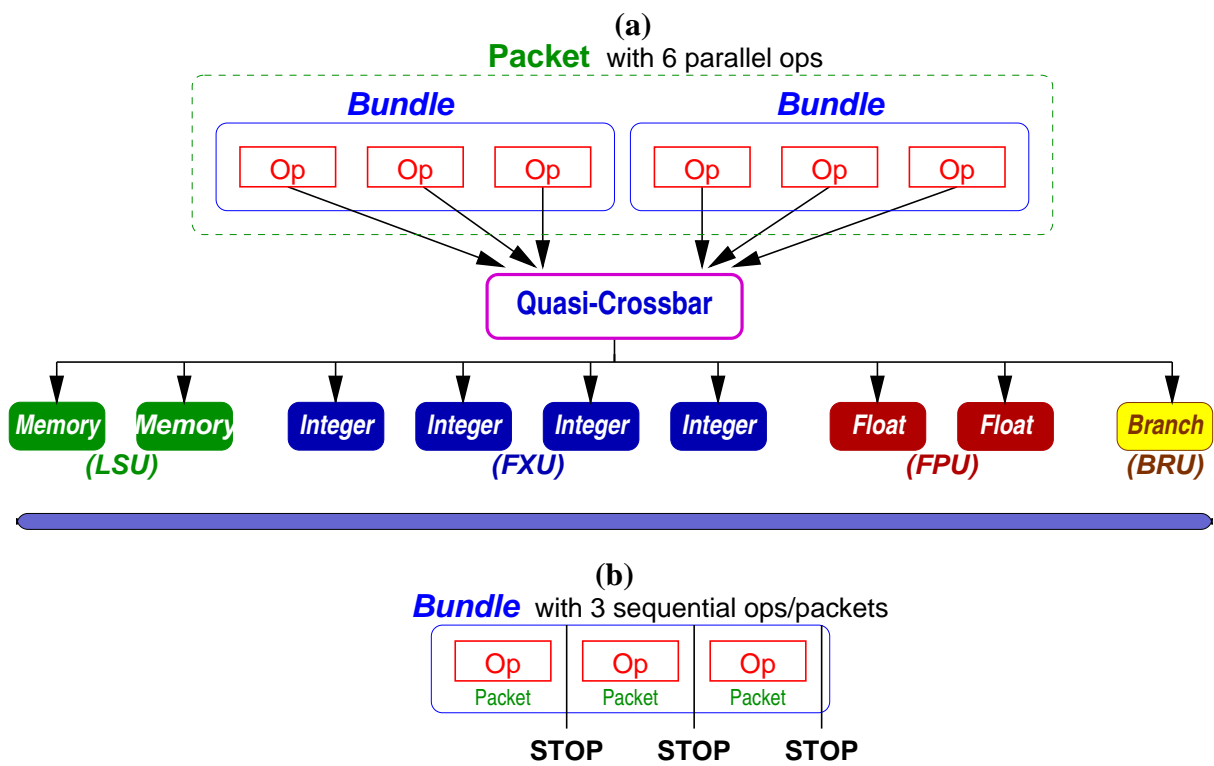 (a)
Packet with 6 parallel ops
Bundle Bundle
Op Op Op Op Op Op
Quasi-Crossbar
Memory Memory Integer Integer Integer Integer Float Float Branch
(LSU) (FXU) (FPU) (BRU)
(b)
Bundle with 3 sequential ops/packets
Op Op Op
Packet Packet Packet
STOP STOP STOP